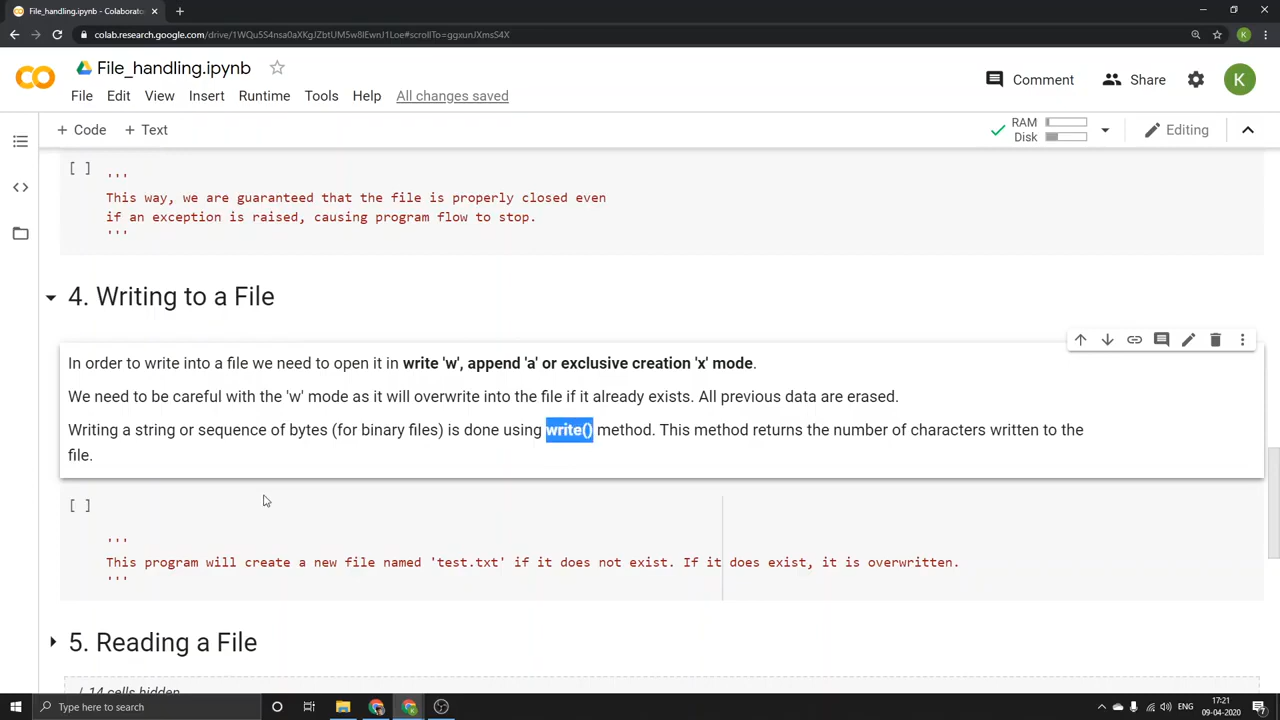 File_handling.ipynb - Colaborato
colab.research.google.com/drive/1WQu5S4nsa0aXKgJZbtUM5w8IEwnJ1Loe#scrollTo=ggxunJXmsS4X
File_handling.ipynb
Comment
Share
K
File Edit View Insert Runtime Tools Help All changes saved
+ Code + Text
RAM
Disk
Editing
[ ] '''
This way, we are guaranteed that the file is properly closed even
if an exception is raised, causing program flow to stop.
'''
4. Writing to a File
In order to write into a file we need to open it in write 'w', append 'a' or exclusive creation 'x' mode.
We need to be careful with the 'w' mode as it will overwrite into the file if it already exists. All previous data are erased.
Writing a string or sequence of bytes (for binary files) is done using write() method. This method returns the number of characters written to the
file.
[ ]
'''
This program will create a new file named 'test.txt' if it does not exist. If it does exist, it is overwritten.
'''
5. Reading a File
14 cells hidden
Type here to search
ENG
17:21
09-04-2020